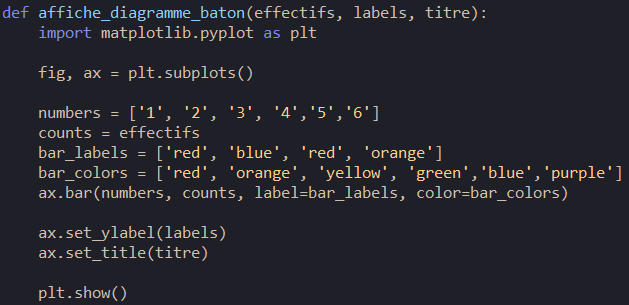 def affiche_diagramme_baton(effectifs, labels, titre):
    import matplotlib.pyplot as plt
    fig, ax = plt.subplots()
    numbers = ['1', '2', '3', '4','5','6']
    counts = effectifs
    bar_labels = ['red', 'blue', 'red', 'orange']
    bar_colors = ['red', 'orange', 'yellow', 'green','blue','purple']
    ax.bar(numbers, counts, label=bar_labels, color=bar_colors)
    ax.set_ylabel(labels)
    ax.set_title(titre)
    plt.show()